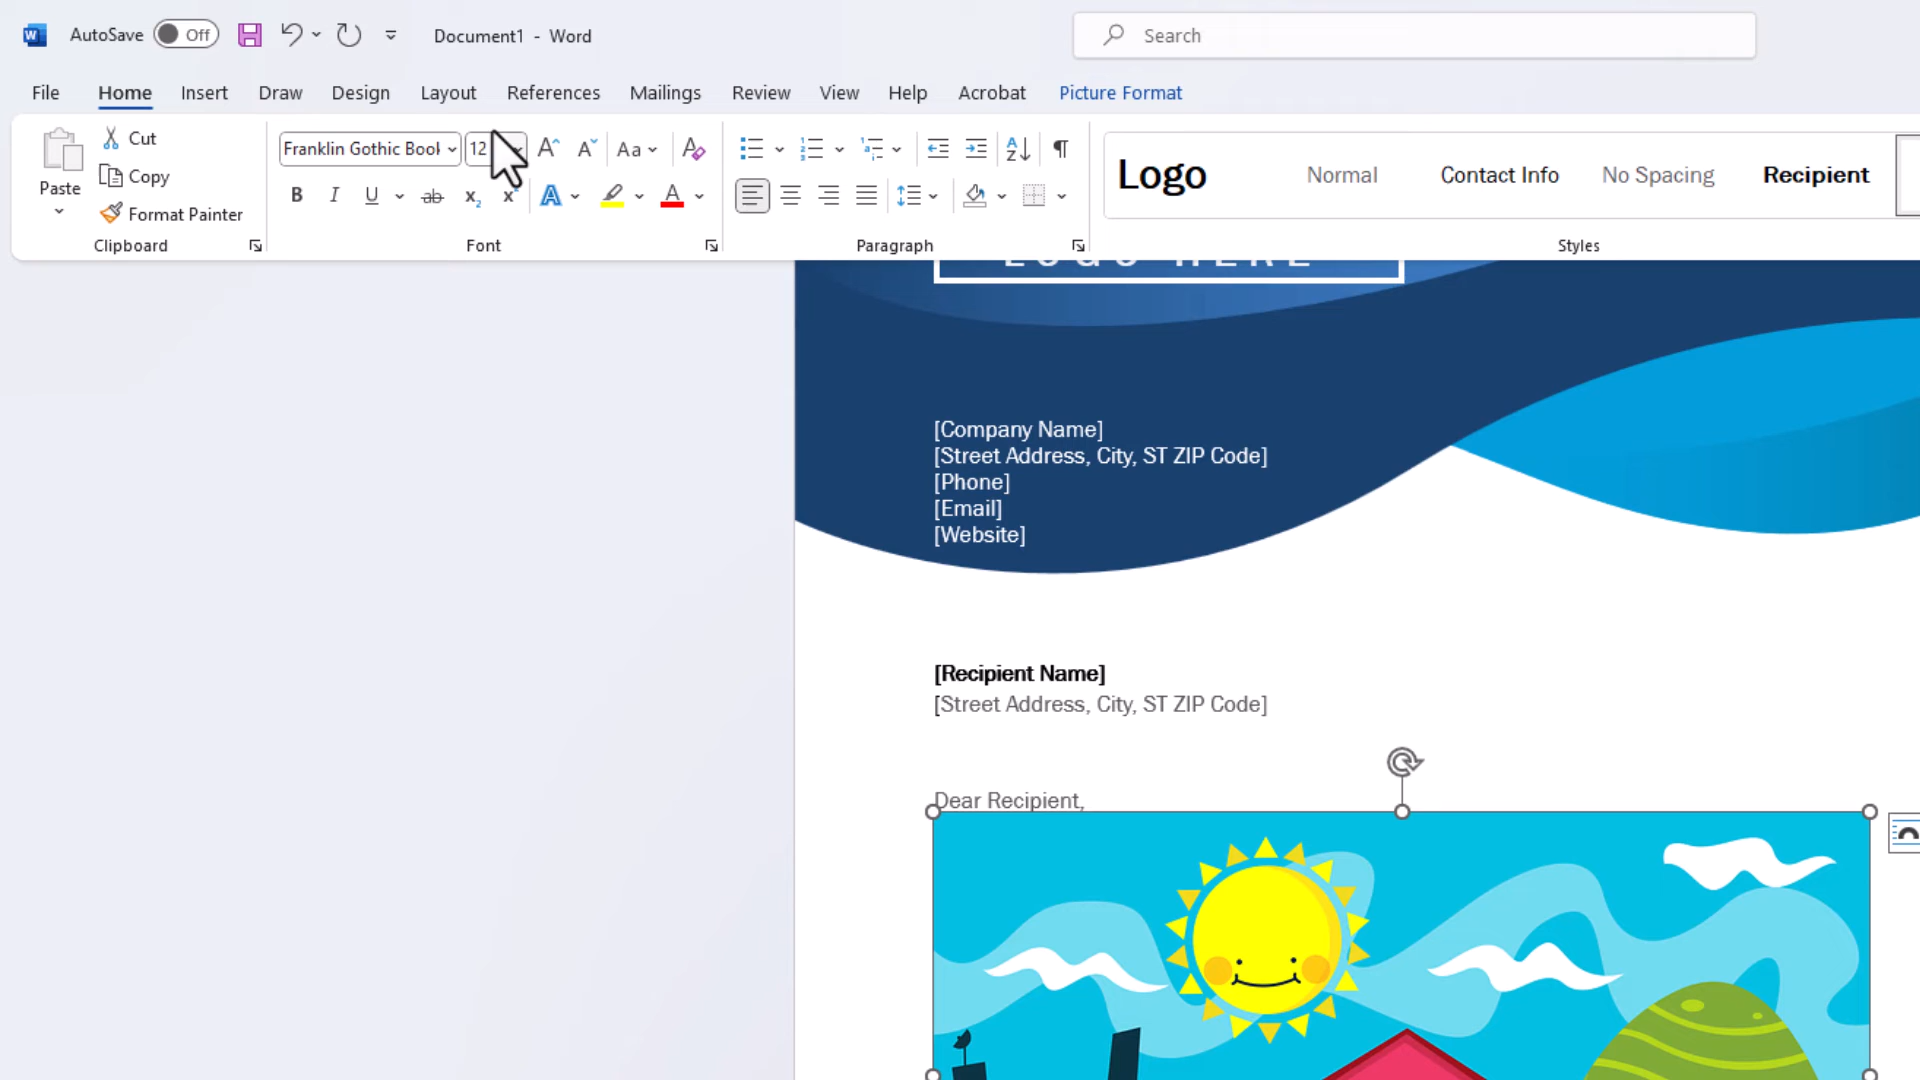 AutoSave Off Document1 - Word Search
File Home Insert Draw Design Layout References Mailings Review View Help Acrobat Picture Format
Paste
Cut
Copy
Format Painter
Clipboard
Franklin Gothic Book 12
Font
Paragraph
Logo Normal Contact Info No Spacing Recipient
Styles
LOGO HERE
[Company Name]
[Street Address, City, ST ZIP Code]
[Phone]
[Email]
[Website]
[Recipient Name]
[Street Address, City, ST ZIP Code]
Dear Recipient,